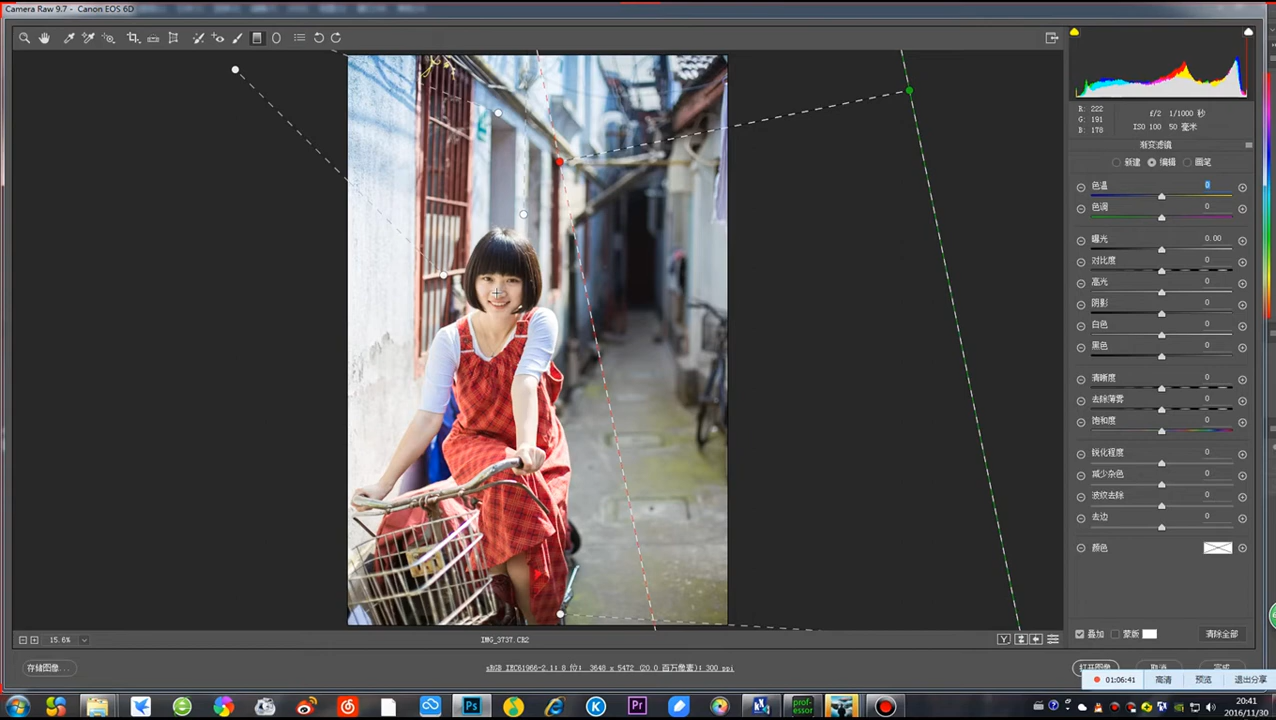 Camera Raw 9.7 - Canon EOS 6D
R: 222
G: 191
B: 178
f/2 1/1000 秒
ISO 100 50 毫米
渐变滤镜
新建 编辑 画笔
色温 0
色调 0
曝光 0.00
对比度 0
高光 0
阴影 0
白色 0
黑色 0
清晰度 0
去除薄雾 0
饱和度 0
锐化程度 0
减少杂色 0
波纹去除 0
去边 0
颜色
叠加 蒙版 清除全部
15.6% IMG_3737.CR2 Y
存储图像...
sRGB IEC61966-2.1; 8 位; 3648 x 5472 (20.0 百万像素); 300 ppi
打开图像 取消 完成
01:06:41 高清 预览 退出分享
Ps K Pr prof-essor
20:41
2016/11/30